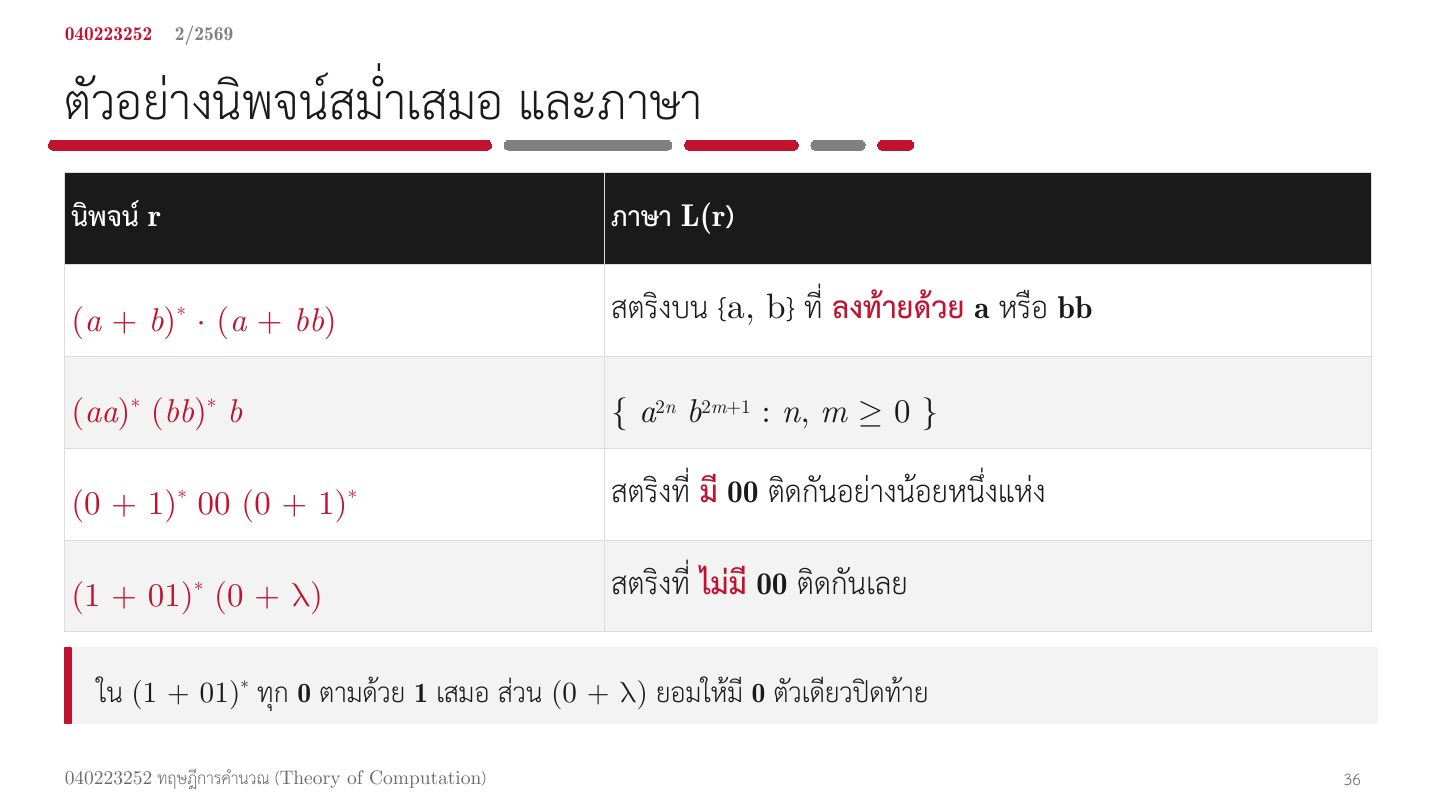 040223252 2/2569
ตัวอย่างนิพจน์สม่ำเสมอ และภาษา
นิพจน์ r
ภาษา L(r)
(a + b)* · (a + bb)
สตริงบน {a, b} ที่ ลงท้ายด้วย a หรือ bb
(aa)* (bb)* b
{ a²ⁿ b²ᵐ⁺¹ : n, m ≥ 0 }
(0 + 1)* 00 (0 + 1)*
สตริงที่ มี 00 ติดกันอย่างน้อยหนึ่งแห่ง
(1 + 01)* (0 + λ)
สตริงที่ ไม่มี 00 ติดกันเลย
ใน (1 + 01)* ทุก 0 ตามด้วย 1 เสมอ ส่วน (0 + λ) ยอมให้มี 0 ตัวเดียวปิดท้าย
040223252 ทฤษฎีการคำนวณ (Theory of Computation)
36